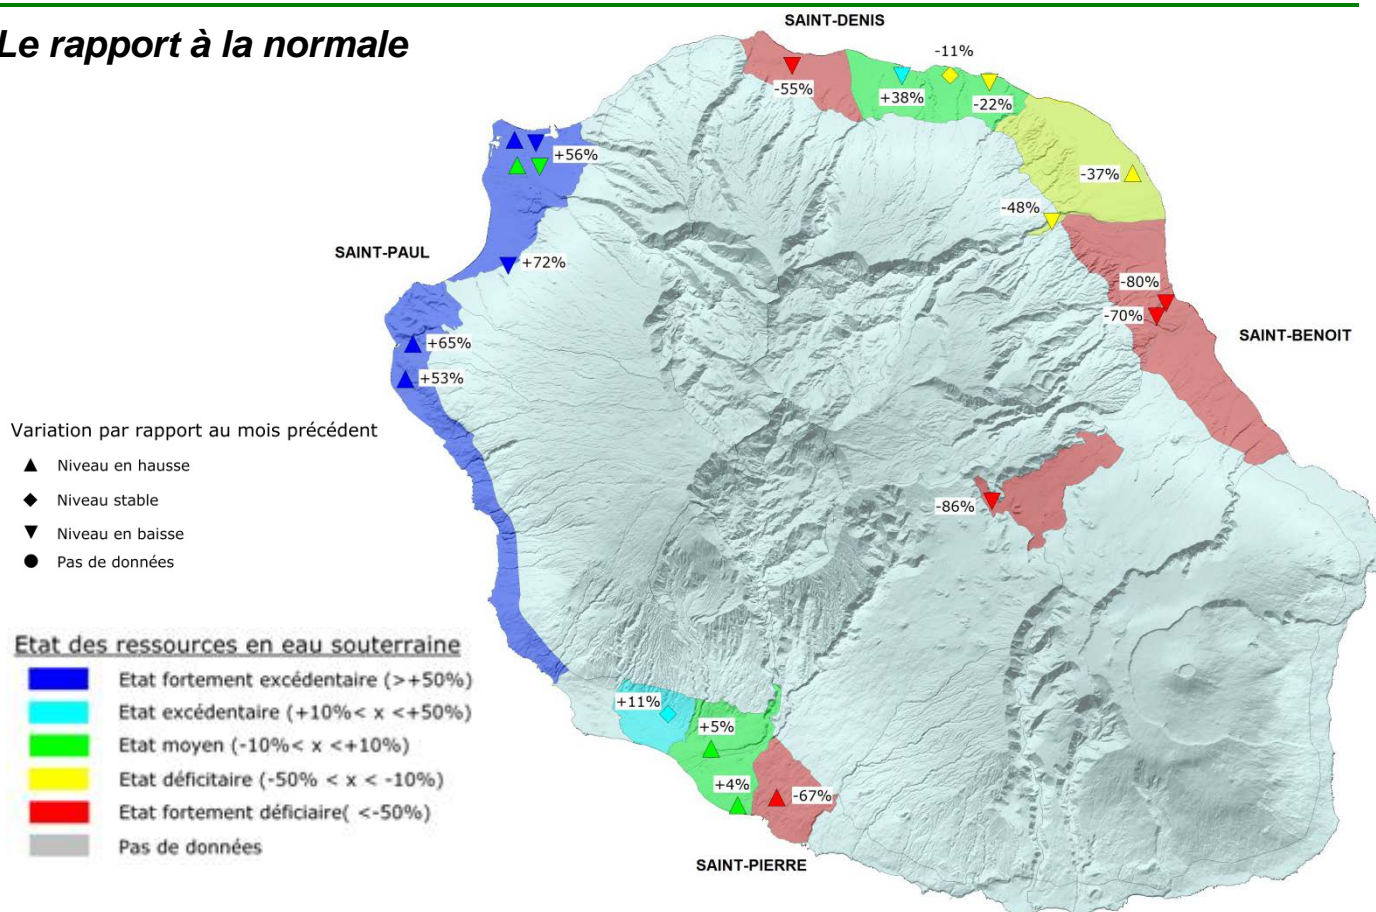 Le rapport à la normale
SAINT-DENIS
-11%
-55%
+38%
-22%
+56%
-37%
-48%
SAINT-PAUL
+72%
-80%
-70%
SAINT-BENOIT
+65%
+53%
Variation par rapport au mois précédent
Niveau en hausse
Niveau stable
Niveau en baisse
Pas de données
-86%
Etat des ressources en eau souterraine
Etat fortement excédentaire (>+50%)
Etat excédentaire (+10%< x <+50%)
Etat moyen (-10%< x <+10%)
Etat déficitaire (-50% < x < -10%)
Etat fortement déficiaire( <-50%)
Pas de données
+11%
+5%
+4%
-67%
SAINT-PIERRE